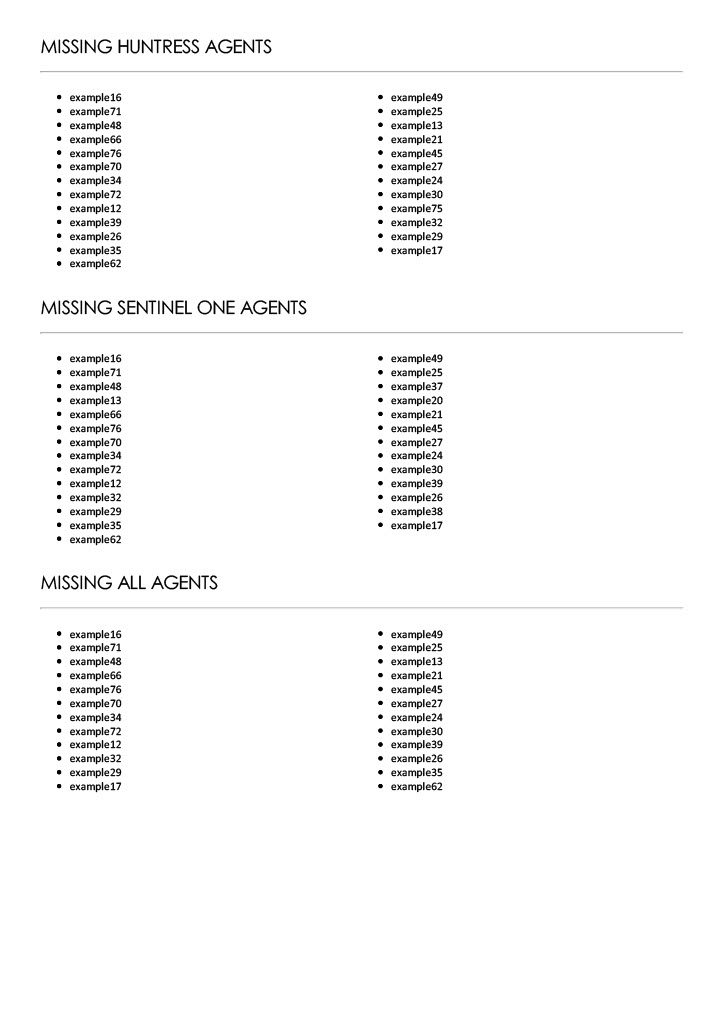 MISSING HUNTRESS AGENTS
example16
example71
example48
example66
example76
example70
example34
example72
example12
example39
example26
example35
example62
example49
example25
example13
example21
example45
example27
example24
example30
example75
example32
example29
example17
MISSING SENTINEL ONE AGENTS
example16
example71
example48
example13
example66
example76
example70
example34
example72
example12
example32
example29
example35
example62
example49
example25
example37
example20
example21
example45
example27
example24
example30
example39
example26
example38
example17
MISSING ALL AGENTS
example16
example71
example48
example66
example76
example70
example34
example72
example12
example32
example29
example17
example49
example25
example13
example21
example45
example27
example24
example30
example39
example26
example35
example62